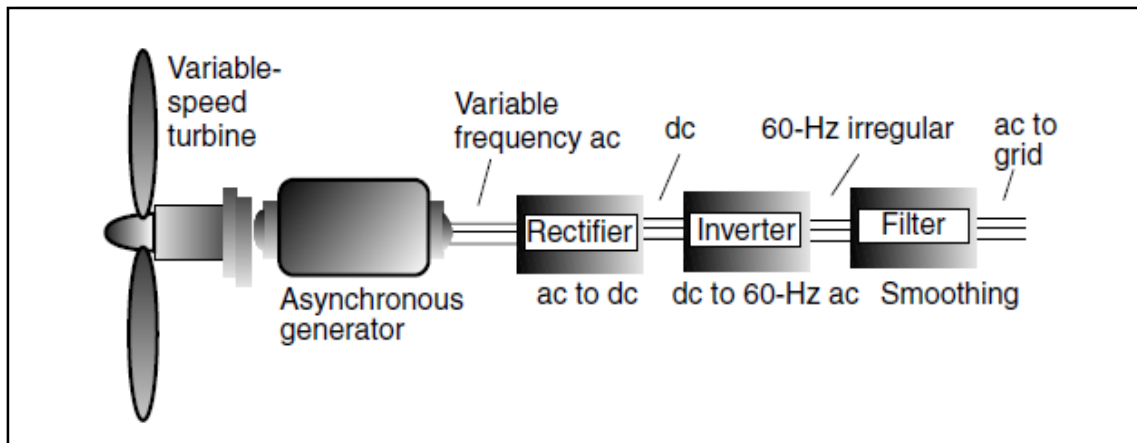 Variable-
speed
turbine
Variable
frequency ac
dc
60-Hz irregular
ac to
grid
Rectifier
Inverter
Filter
Asynchronous
generator
ac to dc
dc to 60-Hz ac
Smoothing